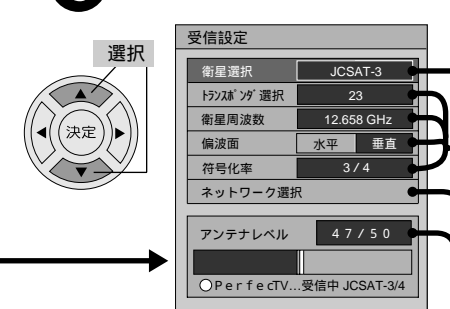 選択
決定
受信設定
衛星選択 JCSAT-3
トランスポンダ選択 23
衛星周波数 12.658 GHz
偏波面 水平 垂直
符号化率 3/4
ネットワーク選択
アンテナレベル 47/50
PerfecTV...受信中 JCSAT-3/4